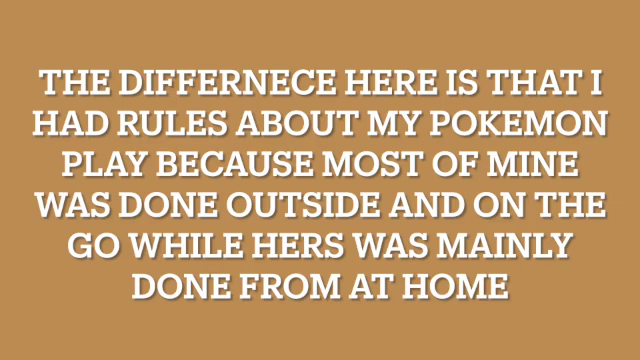 THE DIFFERNECE HERE IS THAT I
HAD RULES ABOUT MY POKEMON
PLAY BECAUSE MOST OF MINE
WAS DONE OUTSIDE AND ON THE
GO WHILE HERS WAS MAINLY
DONE FROM AT HOME